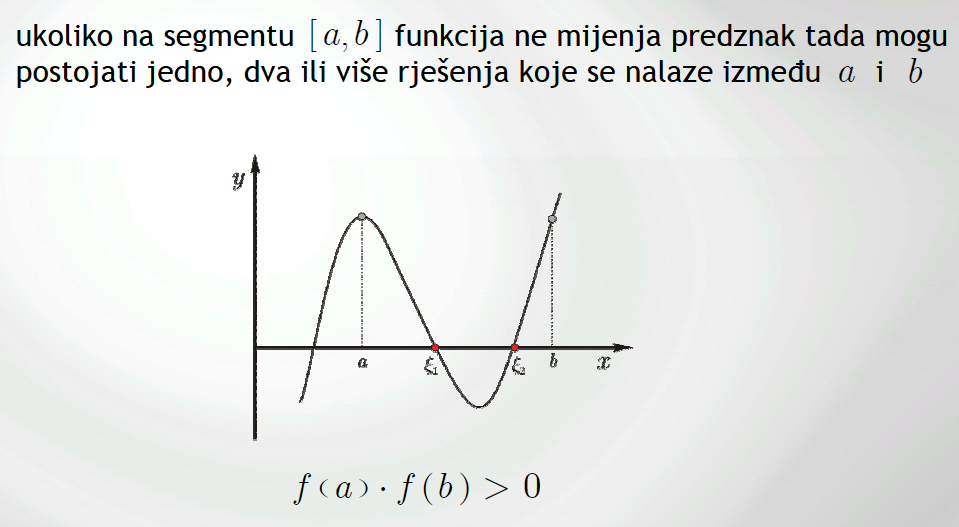 ukoliko na segmentu [a,b] funkcija ne mijenja predznak tada mogu
postojati jedno, dva ili više rješenja koje se nalaze između a i b
y
a ξ₁ ξ₂ b x
f(a)·f(b) > 0